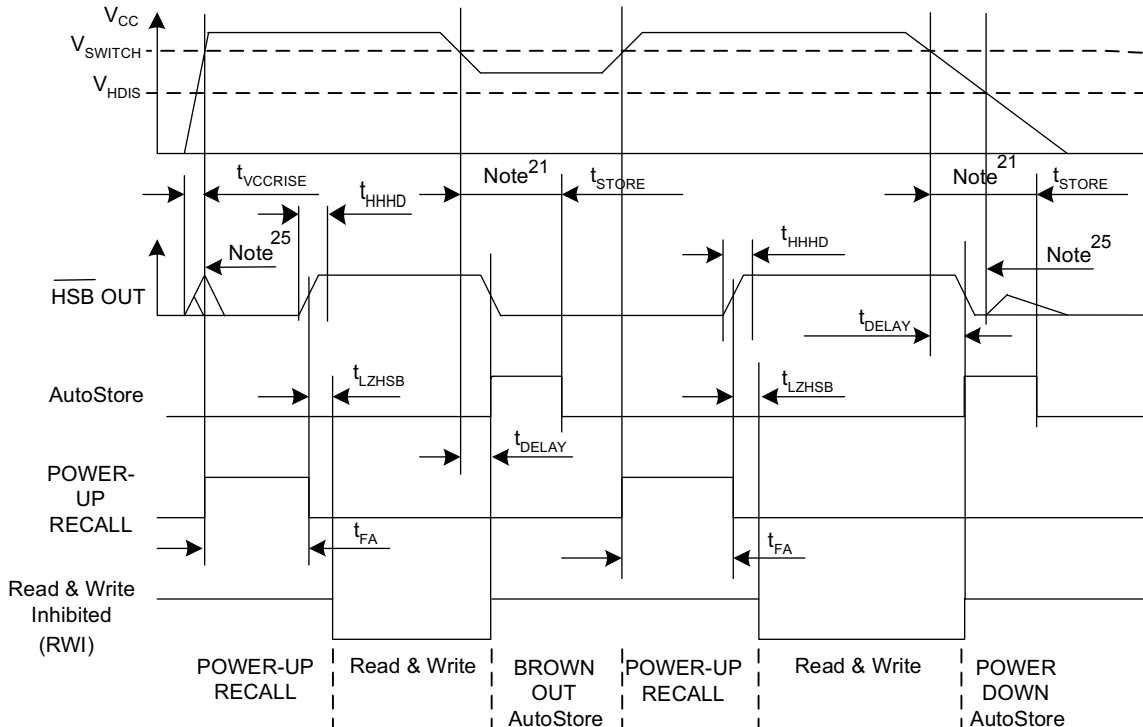 VCC
VSWITCH
VHDIS
tVCCRISE
Note21
tSTORE
Note21
tSTORE
tHHHD
Note25
tHHHD
Note25
HSB OUT
tDELAY
tLZHSB
tLZHSB
AutoStore
tDELAY
POWER-
UP
RECALL
tFA
tFA
Read & Write
Inhibited
(RWI)
POWER-UP
RECALL
Read & Write
BROWN
OUT
AutoStore
POWER-UP
RECALL
Read & Write
POWER
DOWN
AutoStore